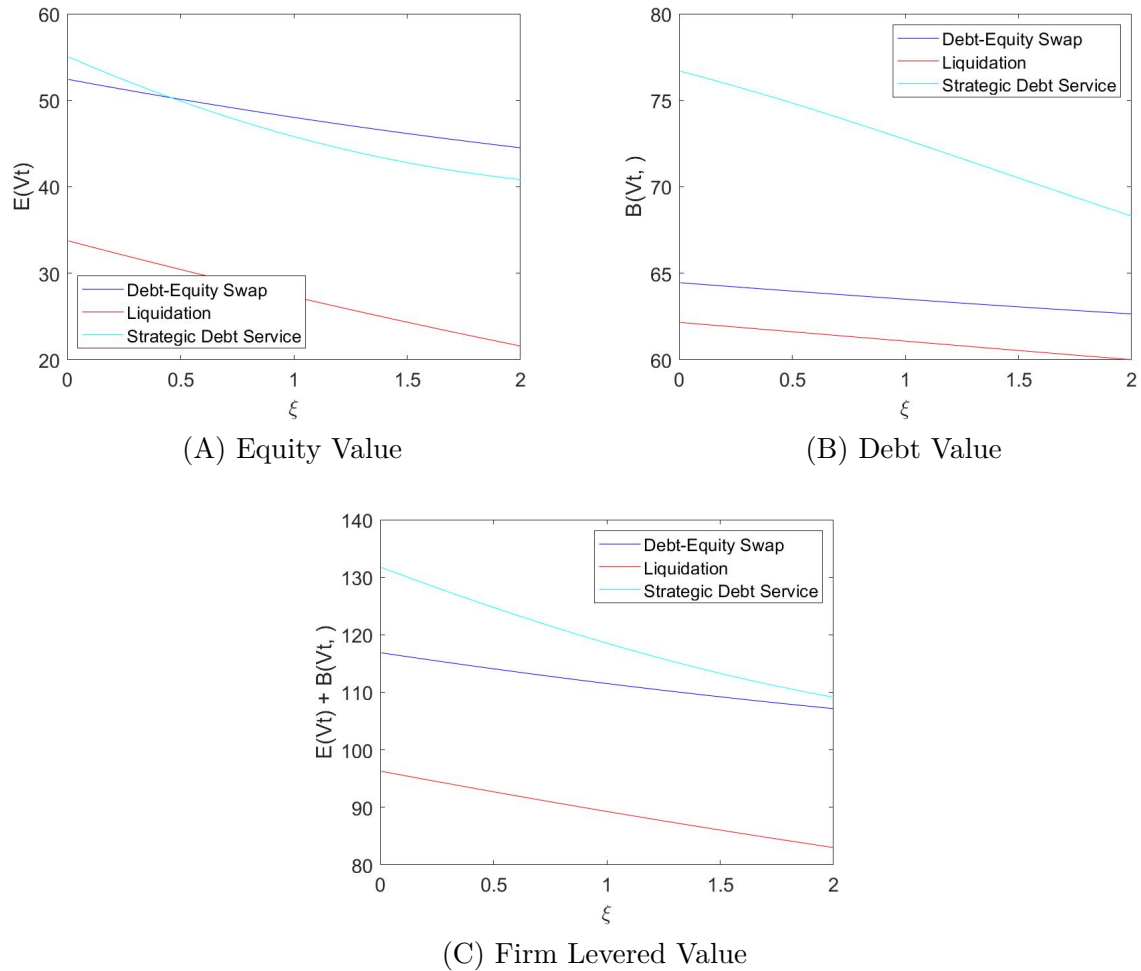 60
50
40
30
20
E(Vt)
Debt-Equity Swap
Liquidation
Strategic Debt Service
0
0.5
1
1.5
2
ξ
(A) Equity Value
80
75
70
65
60
B(Vt, )
Debt-Equity Swap
Liquidation
Strategic Debt Service
0
0.5
1
1.5
2
ξ
(B) Debt Value
140
130
120
110
100
90
80
E(Vt) + B(Vt, )
Debt-Equity Swap
Liquidation
Strategic Debt Service
0
0.5
1
1.5
2
ξ
(C) Firm Levered Value